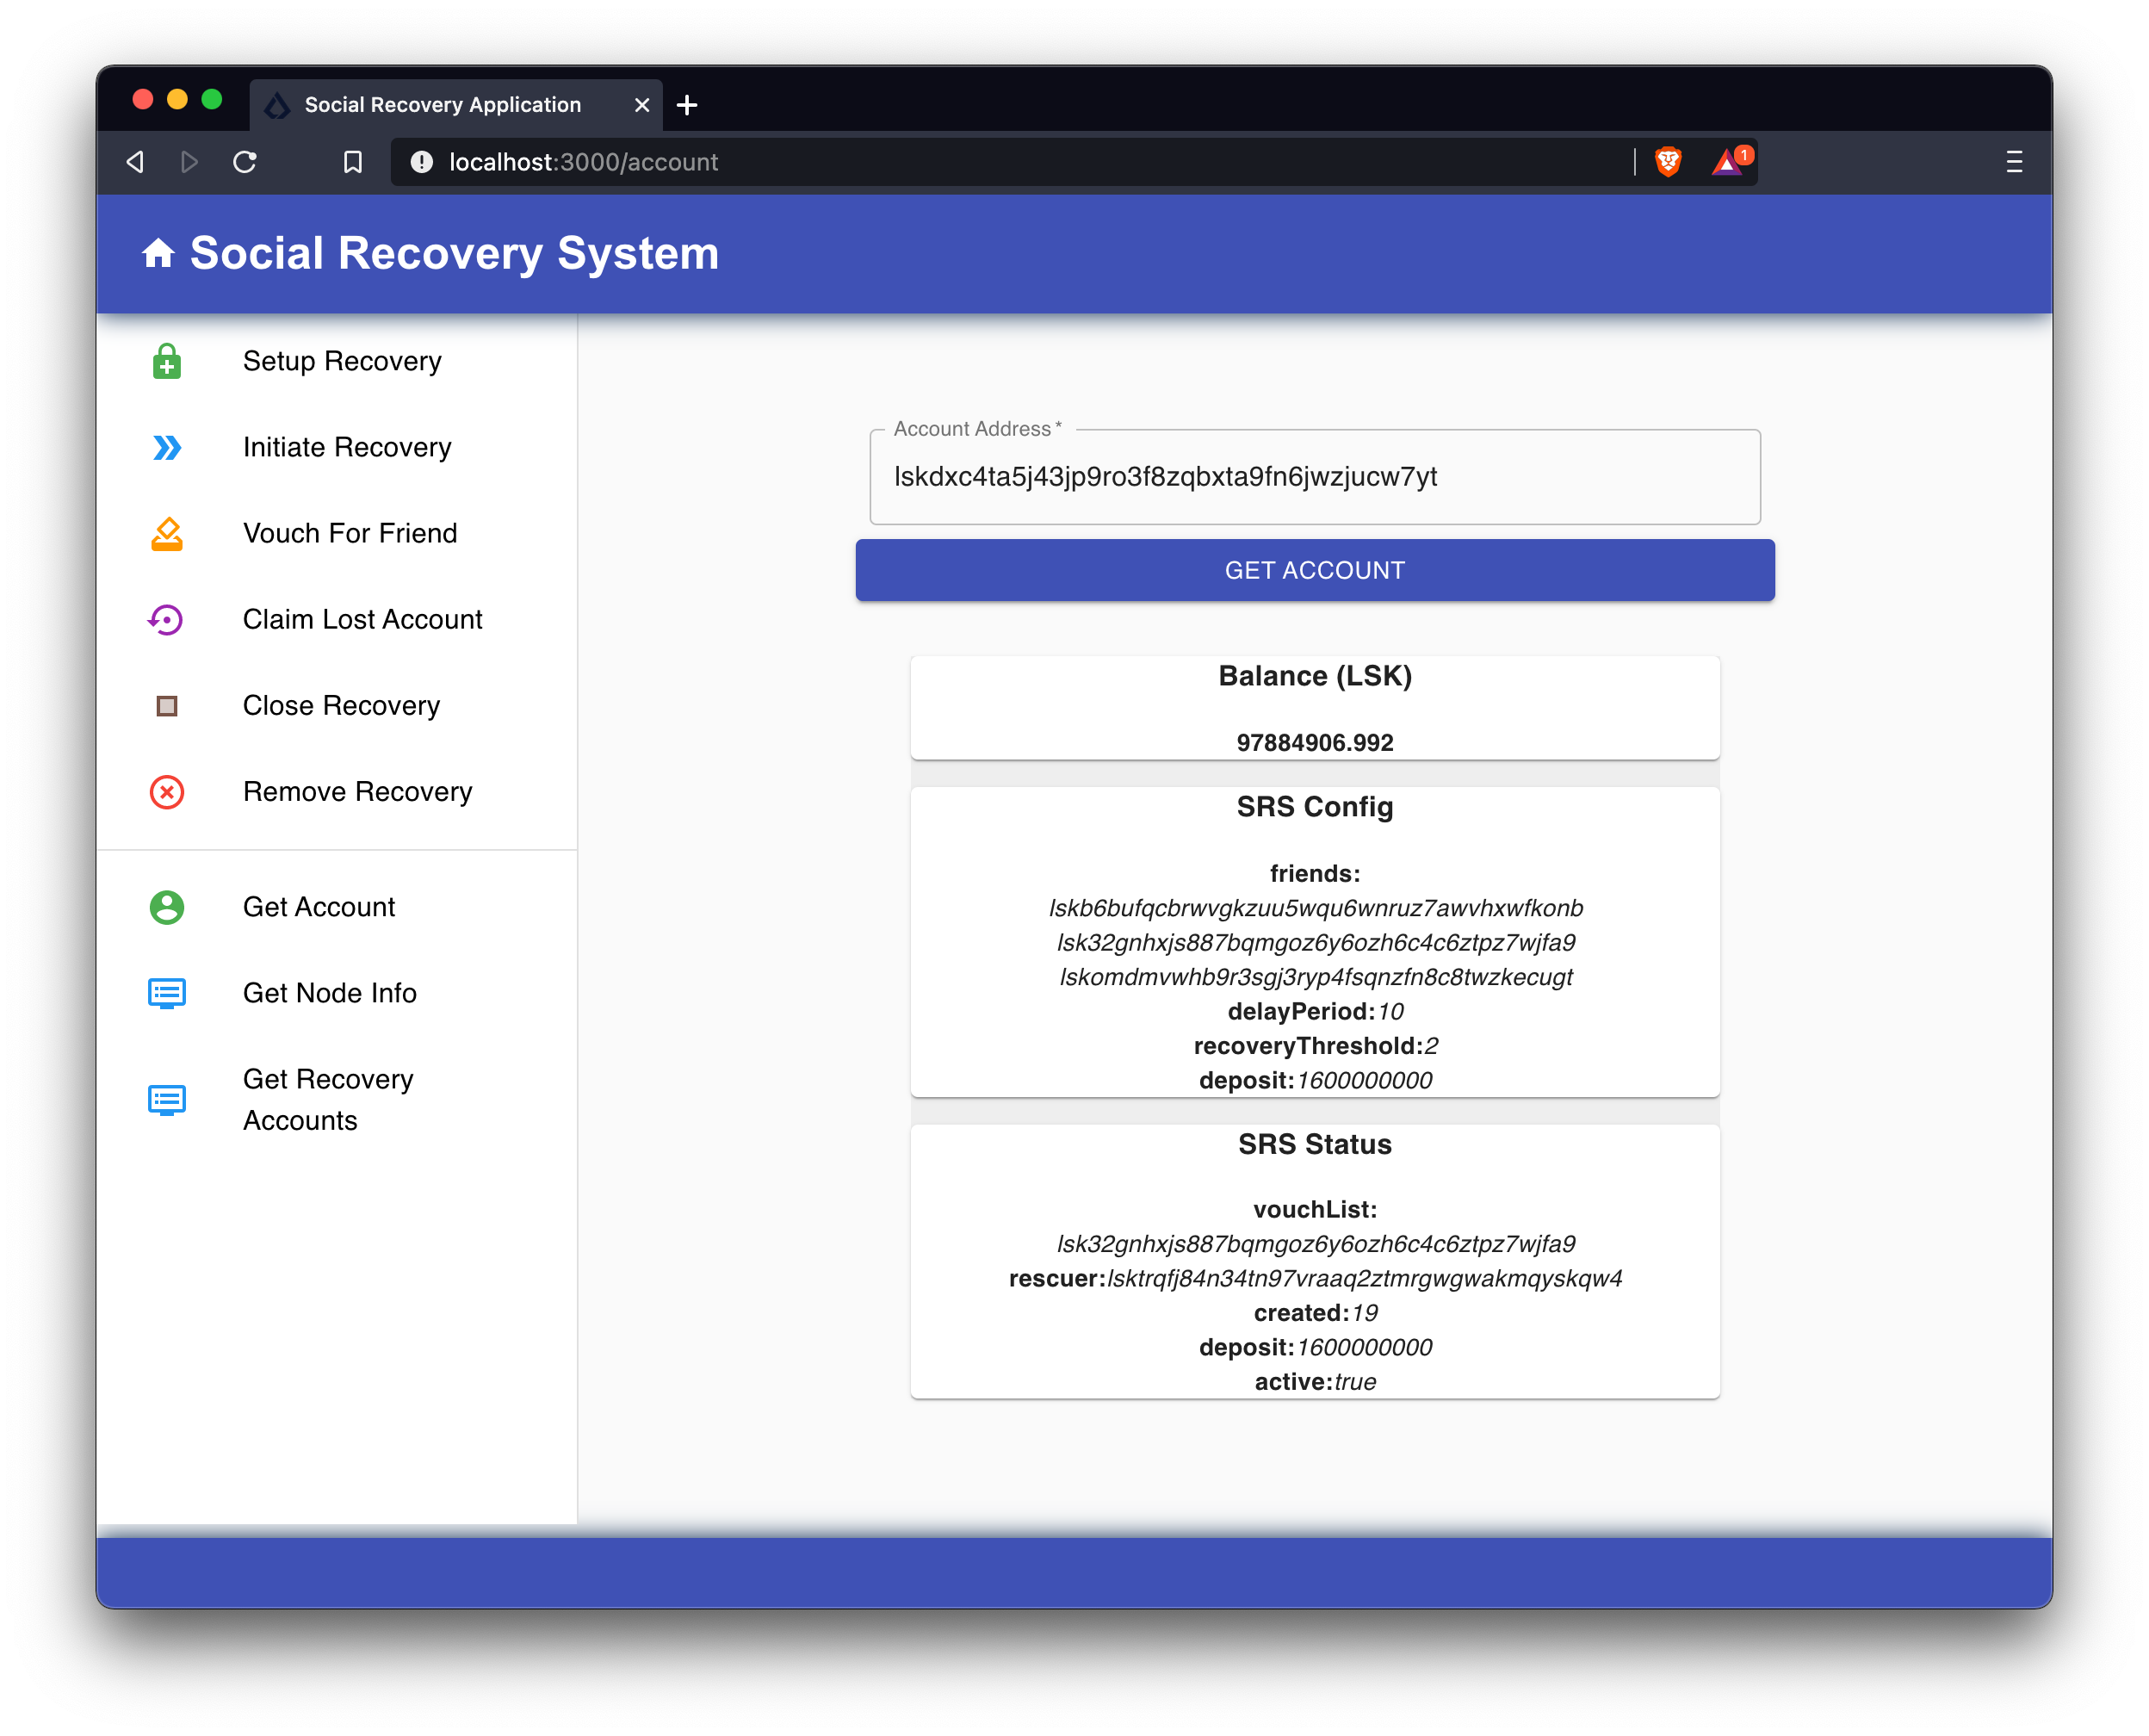 Social Recovery Application
localhost:3000/account
1
Social Recovery System
Setup Recovery
Initiate Recovery
Vouch For Friend
Claim Lost Account
Close Recovery
Remove Recovery
Get Account
Get Node Info
Get Recovery
Accounts
Account Address *
lskdxc4ta5j43jp9ro3f8zqbxta9fn6jwzjucw7yt
GET ACCOUNT
Balance (LSK)
97884906.992
SRS Config
friends:
lskb6bufqcbrwvgkzuu5wqu6wnruz7awvhxwfkonb
lsk32gnhxjs887bqmgoz6y6ozh6c4c6ztpz7wjfa9
lskomdmvwhb9r3sgj3ryp4fsqnzfn8c8twzkecugt
delayPeriod:10
recoveryThreshold:2
deposit:1600000000
SRS Status
vouchList:
lsk32gnhxjs887bqmgoz6y6ozh6c4c6ztpz7wjfa9
rescuer:lsktrqfj84n34tn97vraaq2ztmrgwgwakmqyskqw4
created:19
deposit:1600000000
active:true